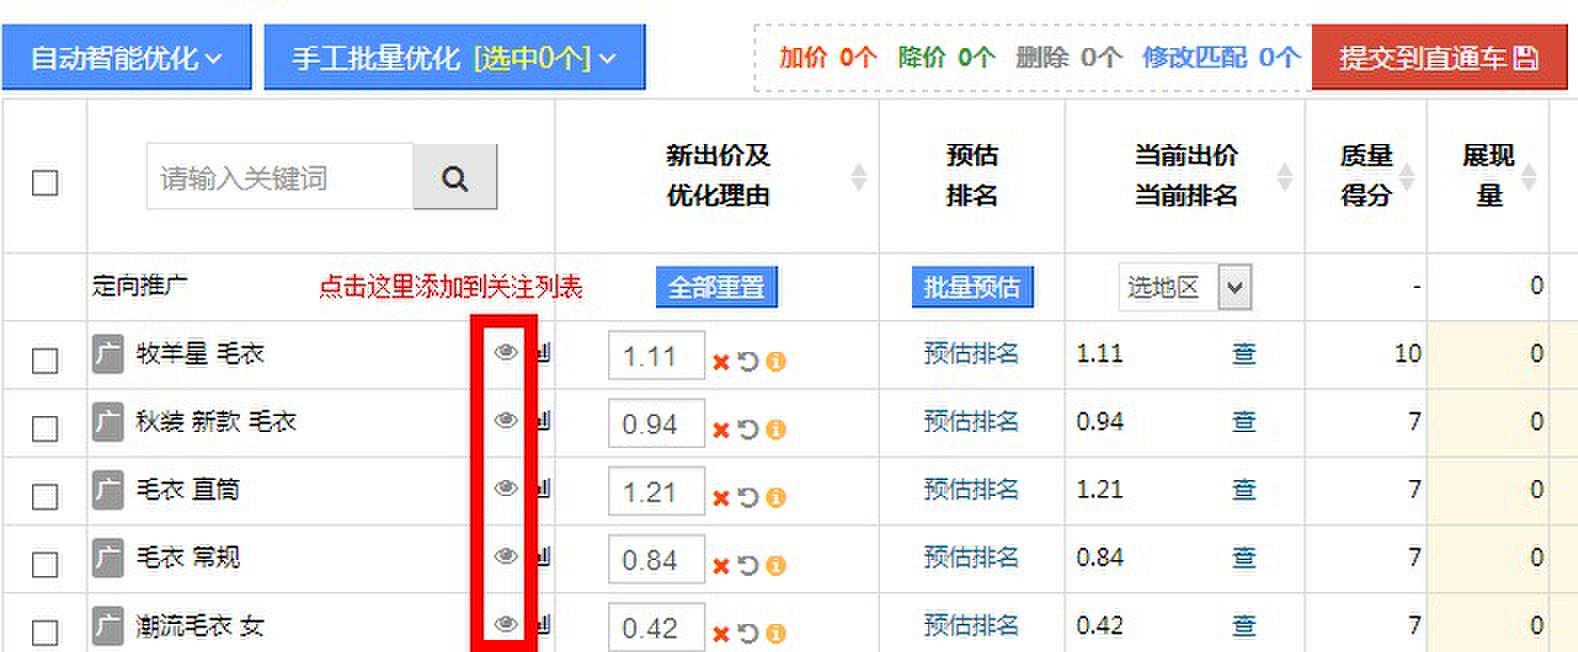 自动智能优化 手工批量优化 [选中0个] 加价 0个 降价 0个 删除 0个 修改匹配 0个 提交到直通车
请输入关键词 新出价及 预估 当前出价 质量 展现
优化理由 排名 当前排名 得分 量
定向推广 点击这里添加到关注列表 全部重置 批量预估 选地区 - 0
广 牧羊星 毛衣 1.11 预估排名 1.11 查 10 0
广 秋装 新款 毛衣 0.94 预估排名 0.94 查 7 0
广 毛衣 直筒 1.21 预估排名 1.21 查 7 0
广 毛衣 常规 0.84 预估排名 0.84 查 7 0
广 潮流毛衣 女 0.42 预估排名 0.42 查 7 0